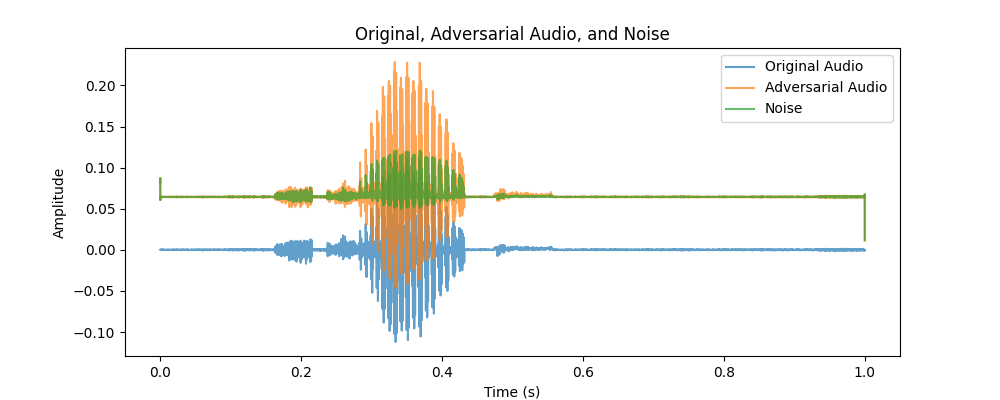 Original, Adversarial Audio, and Noise
Original Audio
Adversarial Audio
Noise
Amplitude
0.20
0.15
0.10
0.05
0.00
−0.05
−0.10
0.0 0.2 0.4 0.6 0.8 1.0
Time (s)